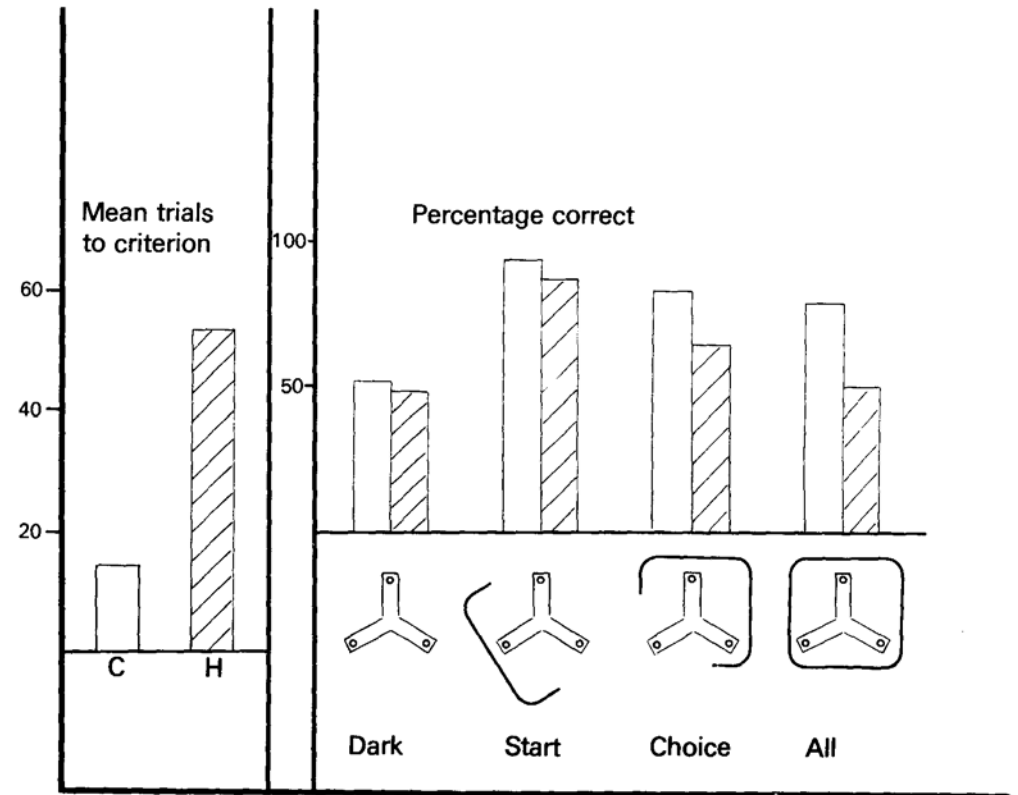 Mean trials
to criterion
60
40
20
C H
Percentage correct
100
50
Dark Start Choice All